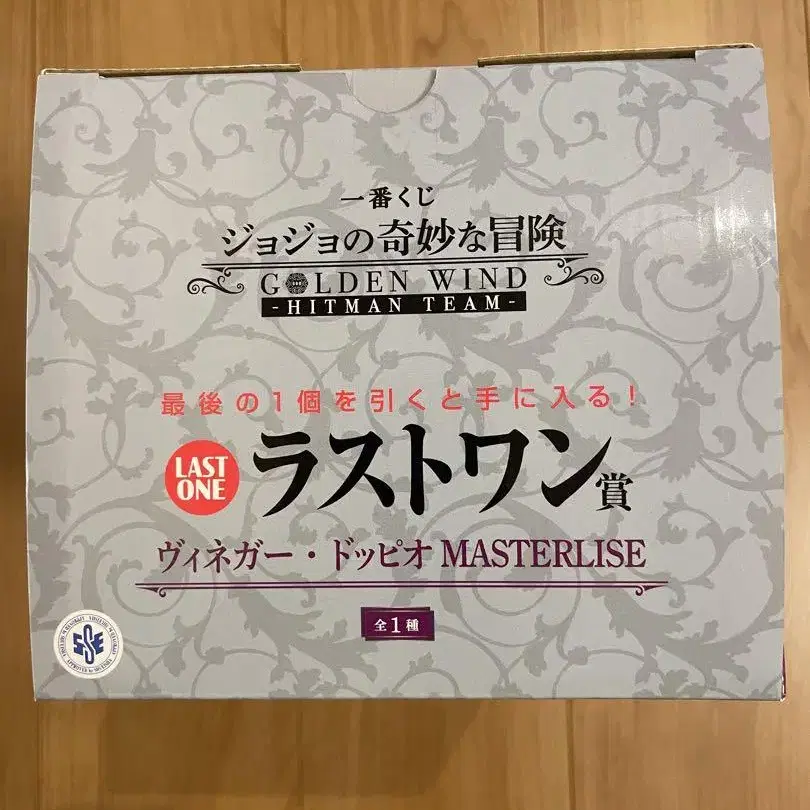 一番くじ
ジョジョの奇妙な冒険
GOLDEN WIND
-HITMAN TEAM-
最後の1個を引くと手に入る!
LAST
ONE
ラストワン賞
ヴィネガー・ドッピオ MASTERLISE
全1種